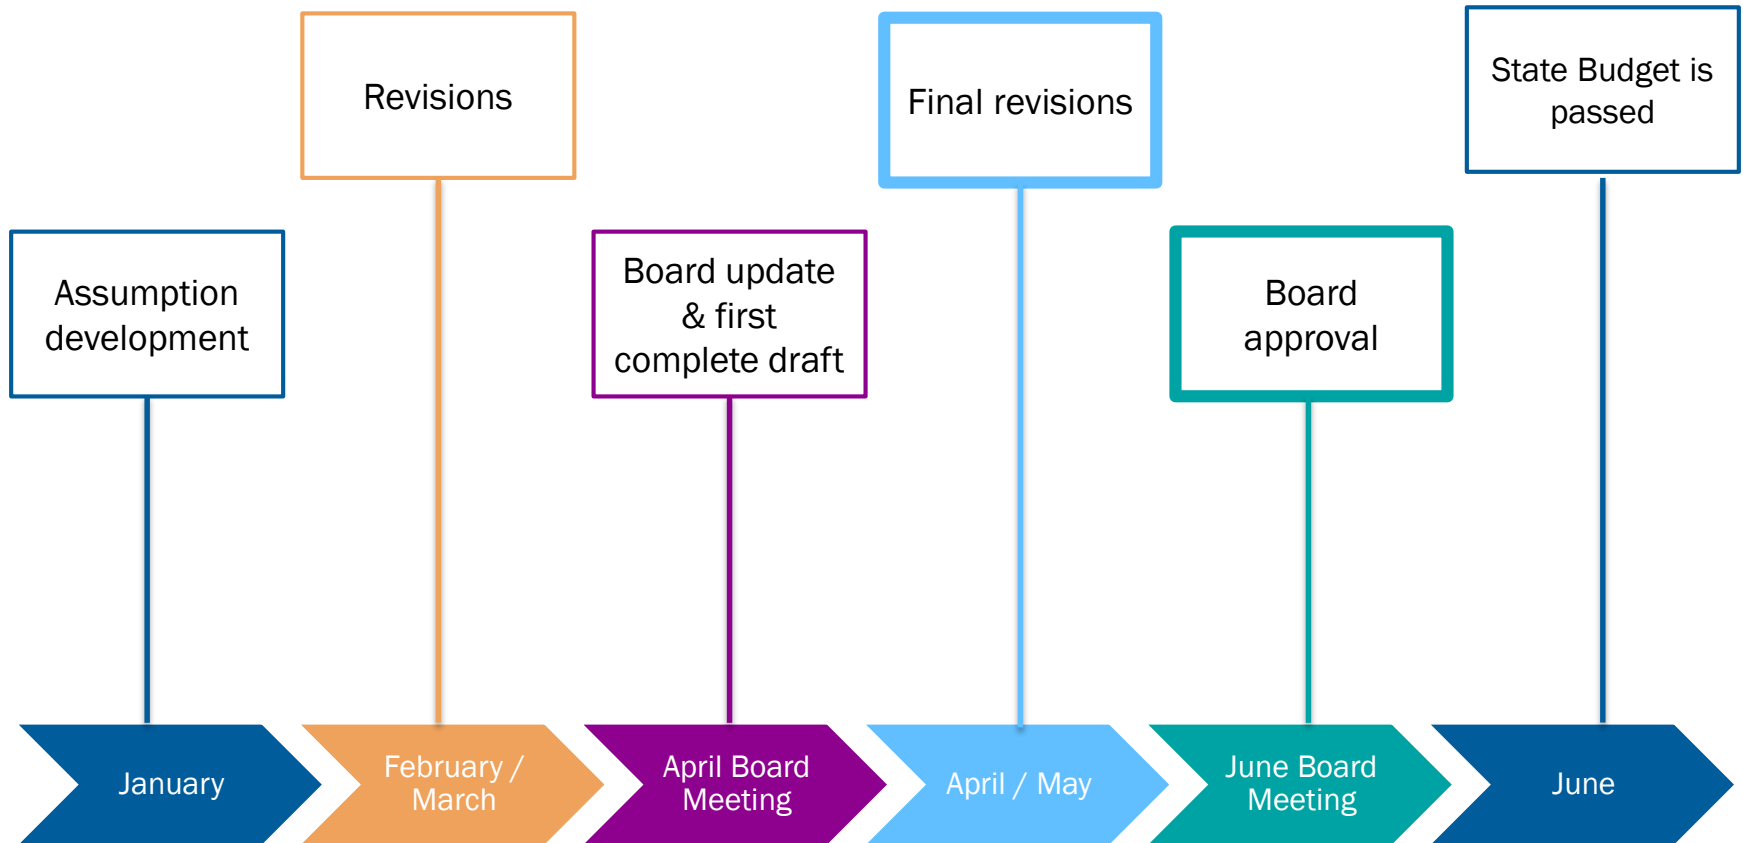 Revisions
Final revisions
State Budget is
passed
Assumption
development
Board update
& first
complete draft
Board
approval
January
February /
March
April Board
Meeting
April / May
June Board
Meeting
June